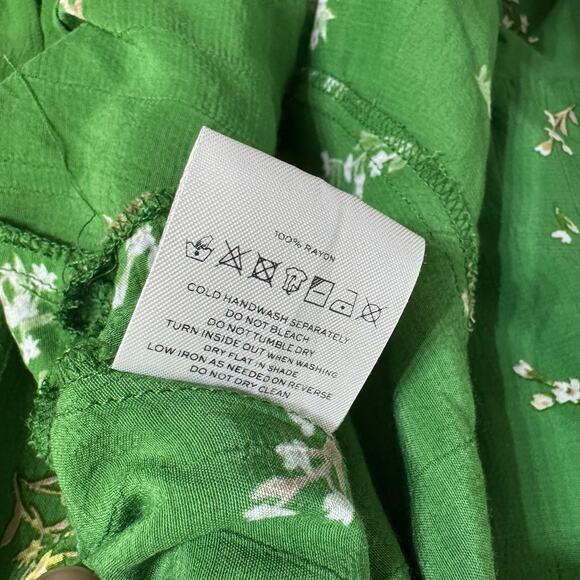 100% RAYON
COLD HANDWASH SEPARATELY
DO NOT BLEACH
DO NOT TUMBLE DRY
TURN INSIDE OUT WHEN WASHING
DRY FLAT IN SHADE
LOW IRON AS NEEDED ON REVERSE
DO NOT DRY CLEAN